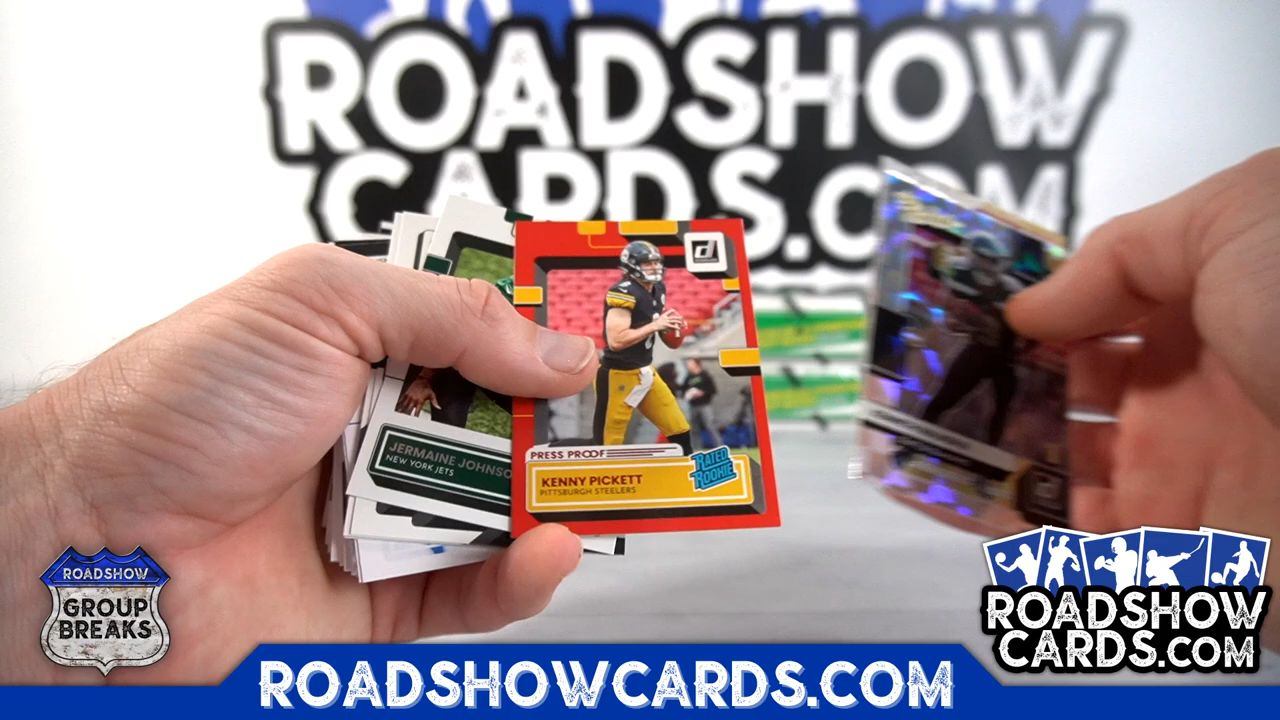 ROADSHOW
CARDS.COM
JERMAINE JOHNSO
NEW YORK JETS
PRESS PROOF
RATED
ROOKIE
KENNY PICKETT
PITTSBURGH STEELERS
ROADSHOW
GROUP
BREAKS
ROADSHOW
CARDS.COM
ROADSHOWCARDS.COM